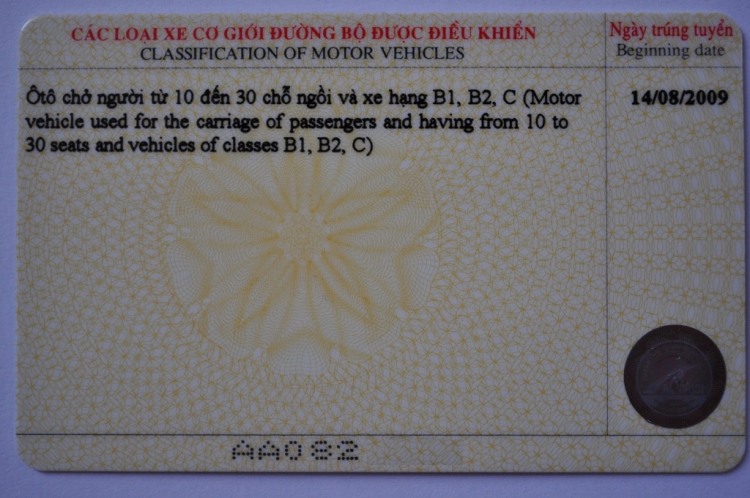 CÁC LOẠI XE CƠ GIỚI ĐƯỜNG BỘ ĐƯỢC ĐIỀU KHIỂN
CLASSIFICATION OF MOTOR VEHICLES
Ngày trúng tuyển
Beginning date
Ôtô chở người từ 10 đến 30 chỗ ngồi và xe hạng B1, B2, C (Motor
vehicle used for the carriage of passengers and having from 10 to
30 seats and vehicles of classes B1, B2, C)
14/08/2009
AA082